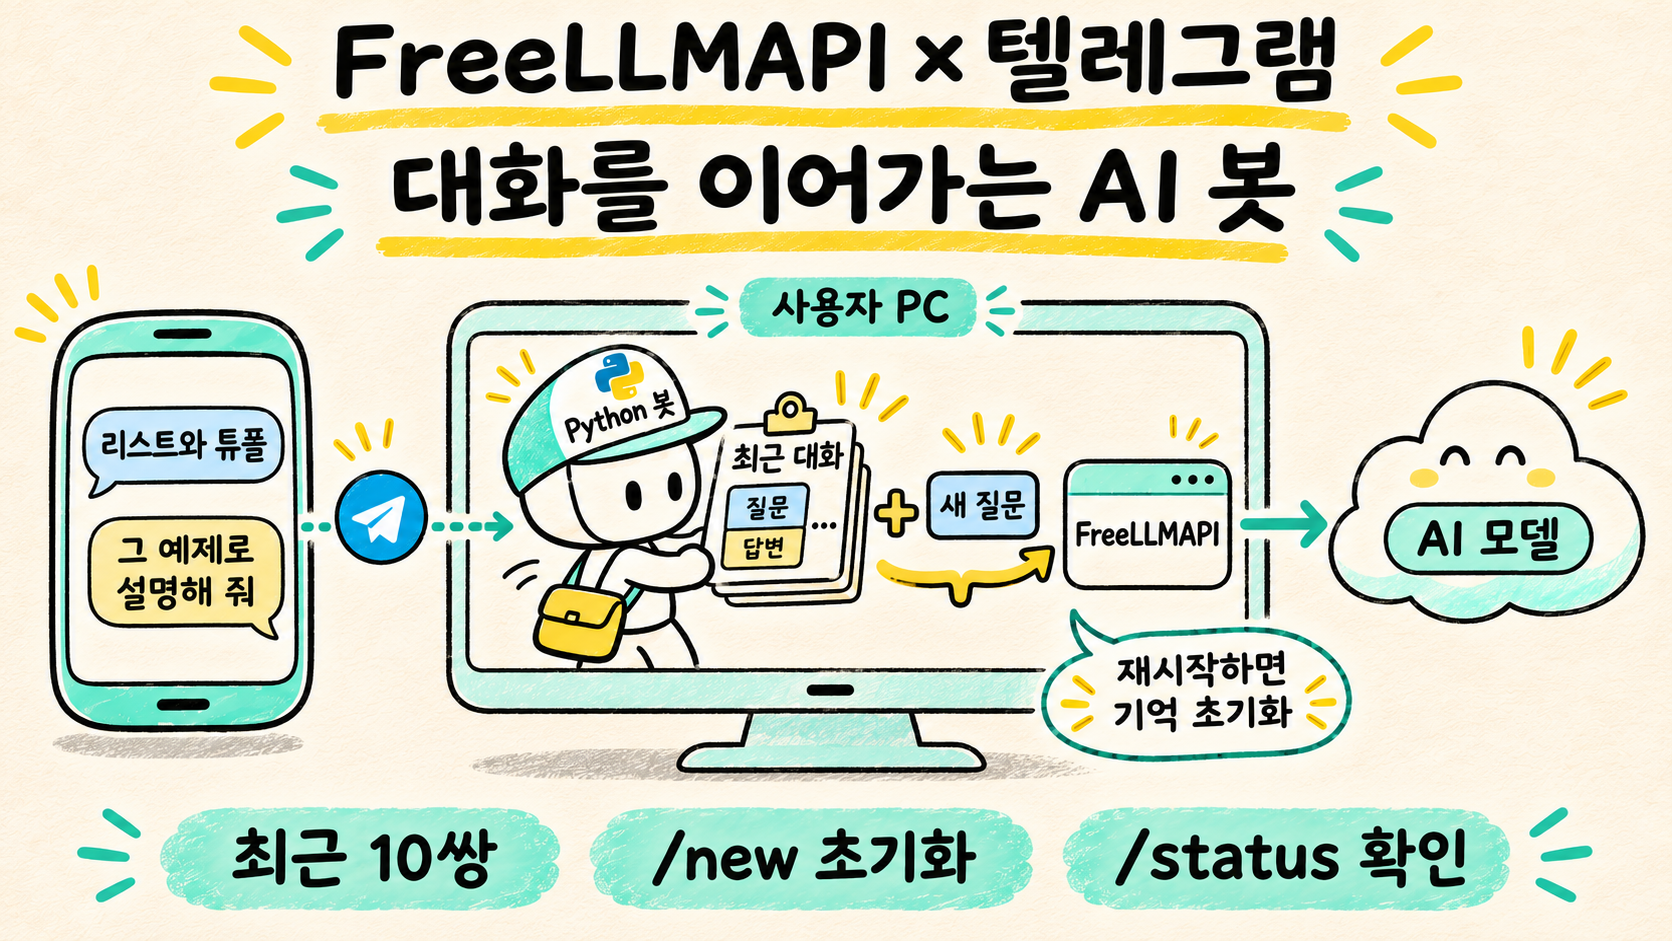 FreeLLMAPI × 텔레그램
대화를 이어가는 AI 봇
사용자 PC
리스트와 튜플
그 예제로
설명해 줘
Python 봇
최근 대화
질문
답변
...
+
새 질문
FreeLLMAPI
AI 모델
재시작하면
기억 초기화
최근 10쌍
/new 초기화
/status 확인